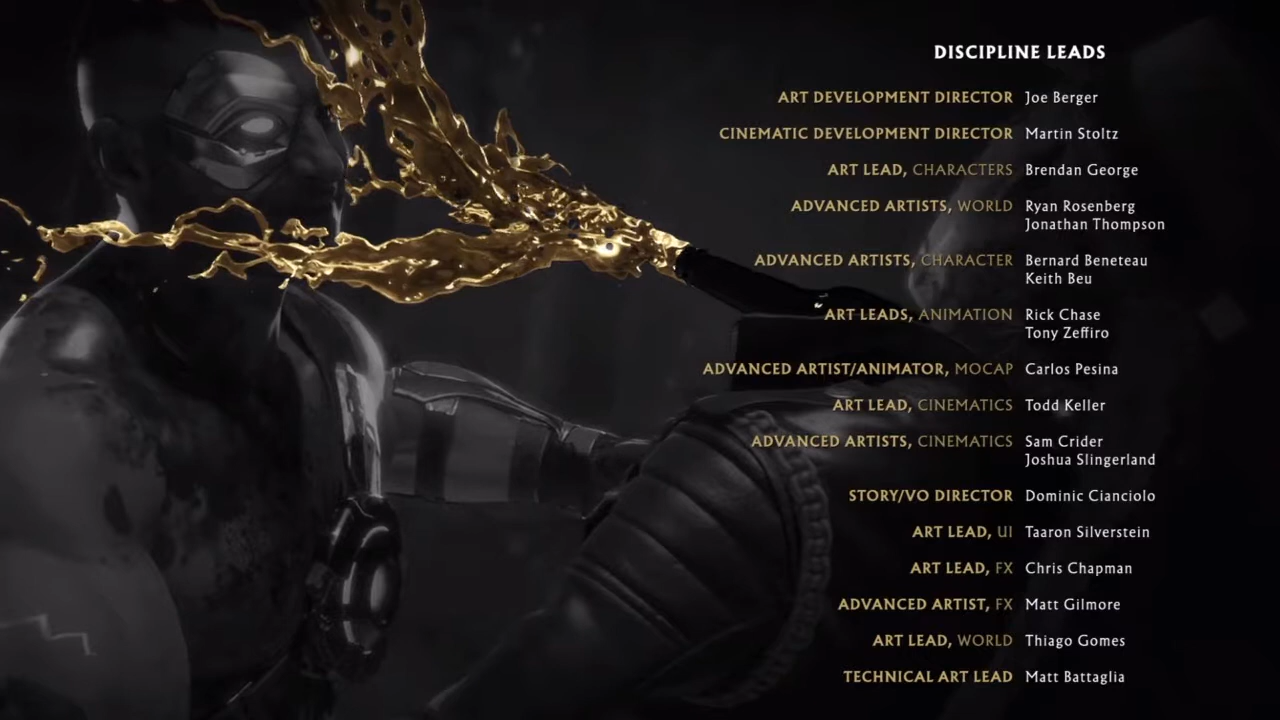 DISCIPLINE LEADS
ART DEVELOPMENT DIRECTOR Joe Berger
CINEMATIC DEVELOPMENT DIRECTOR Martin Stoltz
ART LEAD, CHARACTERS Brendan George
ADVANCED ARTISTS, WORLD Ryan Rosenberg
Jonathan Thompson
ADVANCED ARTISTS, CHARACTER Bernard Beneteau
Keith Beu
ART LEADS, ANIMATION Rick Chase
Tony Zeffiro
ADVANCED ARTIST/ANIMATOR, MOCAP Carlos Pesina
ART LEAD, CINEMATICS Todd Keller
ADVANCED ARTISTS, CINEMATICS Sam Crider
Joshua Slingerland
STORY/VO DIRECTOR Dominic Cianciolo
ART LEAD, UI Taaron Silverstein
ART LEAD, FX Chris Chapman
ADVANCED ARTIST, FX Matt Gilmore
ART LEAD, WORLD Thiago Gomes
TECHNICAL ART LEAD Matt Battaglia